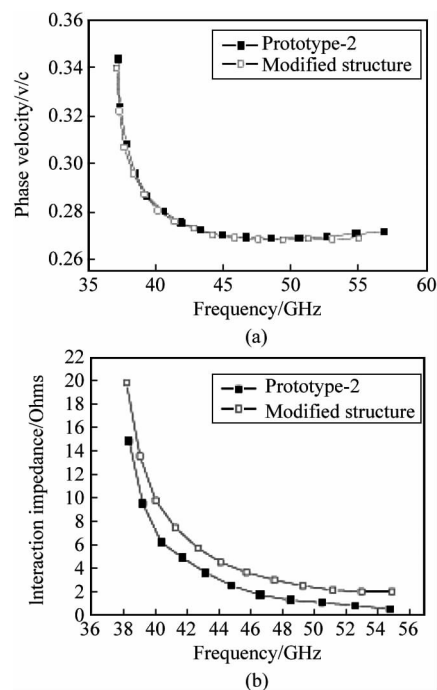 0.36
0.34
0.32
0.30
0.28
0.26
Phase velocity/v/c
Prototype-2
Modified structure
35 40 45 50 55 60
Frequency/GHz
(a)
22
20
18
16
14
12
10
8
6
4
2
0
Interaction impedance/Ohms
Prototype-2
Modified structure
36 38 40 42 44 46 48 50 52 54 56
Frequency/GHz
(b)